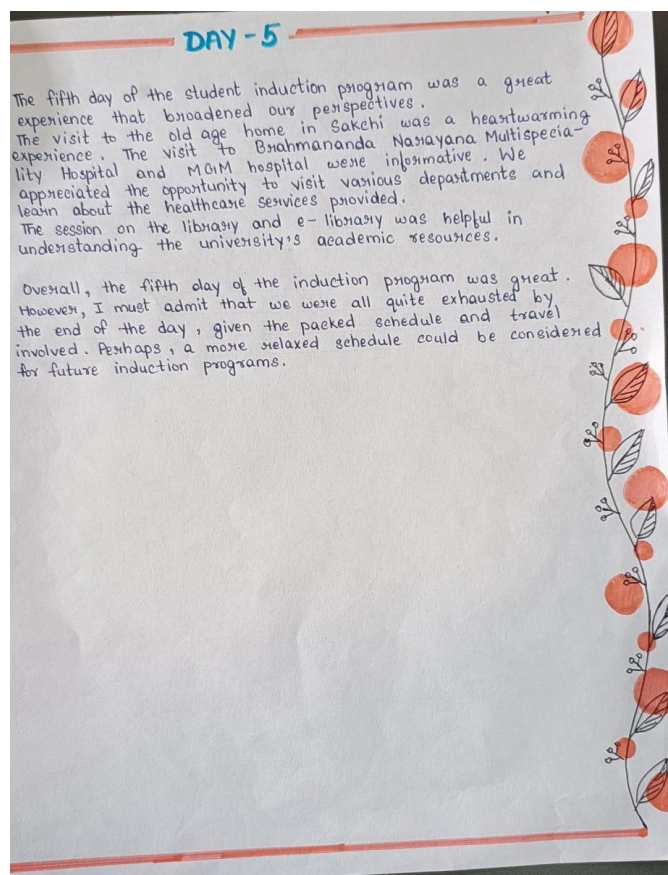 DAY - 5
The fifth day of the student induction program was a great
experience that broadened our perspectives.
The visit to the old age home in Sakchi was a heartwarming
experience. The visit to Brahmananda Narayana Multispecia-
lity Hospital and MGM hospital were informative. We
appreciated the opportunity to visit various departments and
learn about the healthcare services provided.
The session on the library and e-library was helpful in
understanding the university's academic resources.
Overall, the fifth day of the induction program was great.
However, I must admit that we were all quite exhausted by
the end of the day, given the packed schedule and travel
involved. Perhaps, a more relaxed schedule could be considered
for future induction programs.